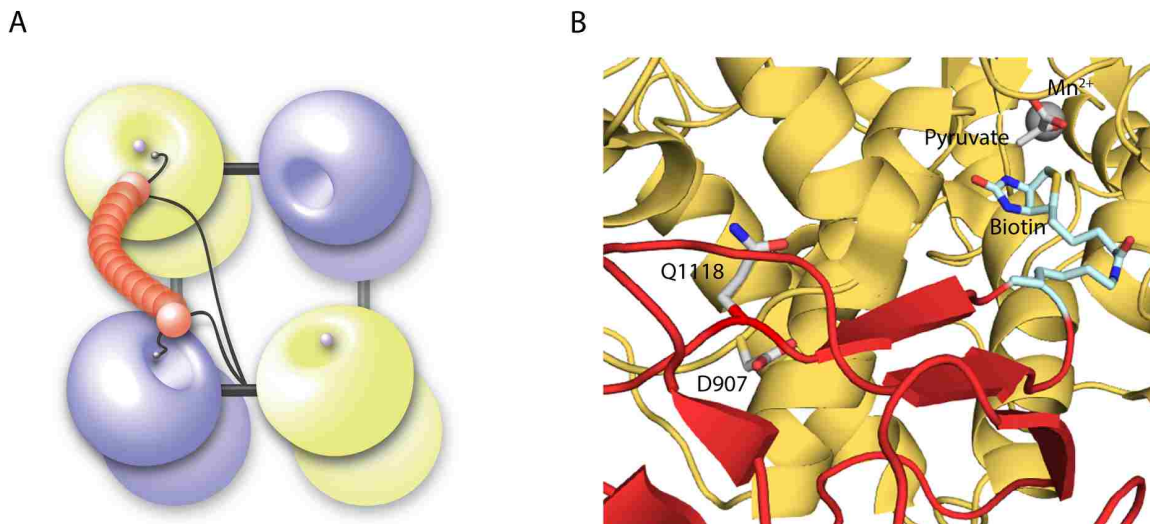 A
B
Mn²⁺
Pyruvate
Biotin
Q1118
D907